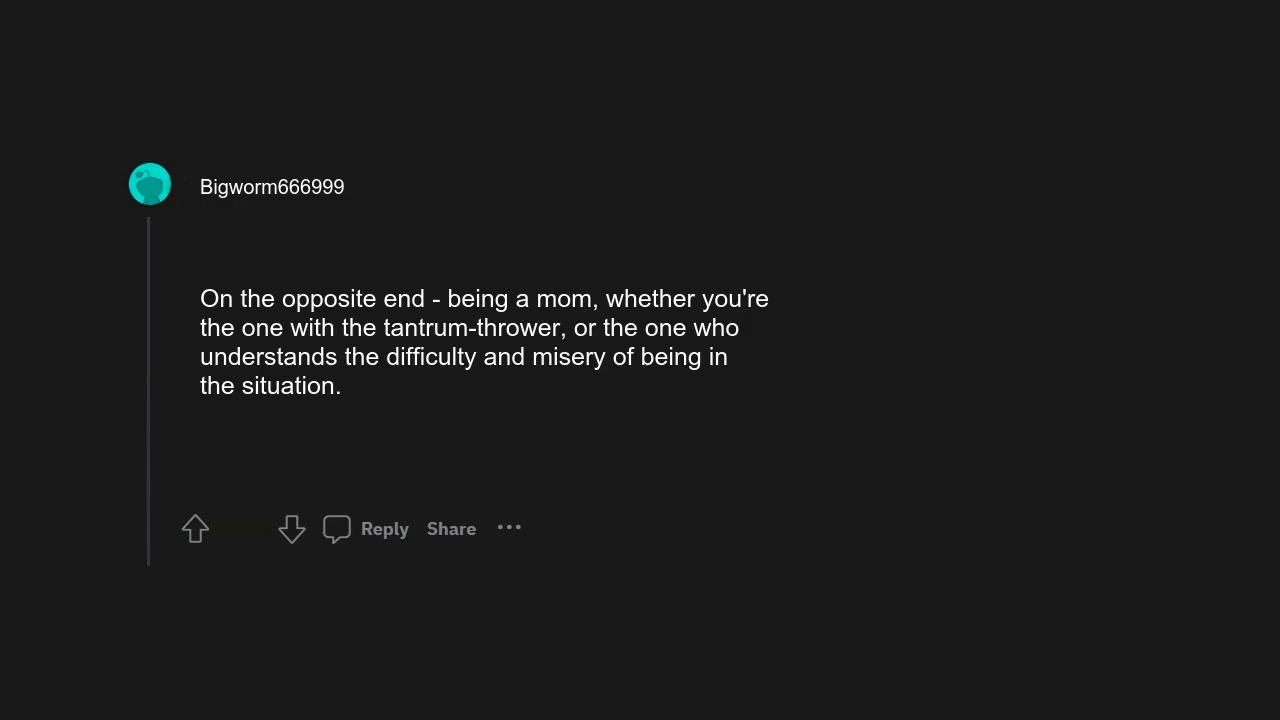 Bigworm666999
On the opposite end - being a mom, whether you're
the one with the tantrum-thrower, or the one who
understands the difficulty and misery of being in
the situation.
Reply Share